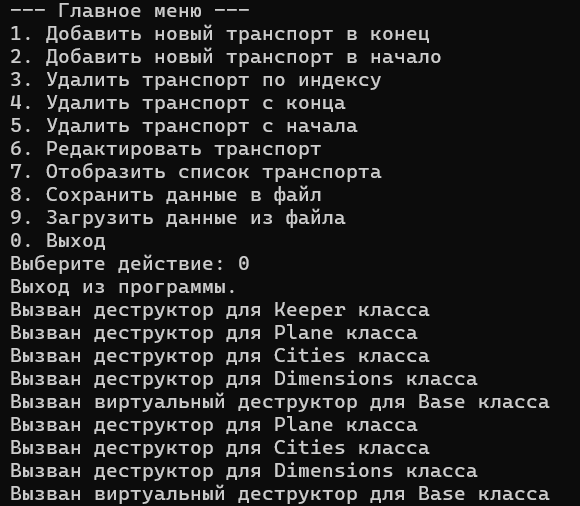 --- Главное меню ---
1. Добавить новый транспорт в конец
2. Добавить новый транспорт в начало
3. Удалить транспорт по индексу
4. Удалить транспорт с конца
5. Удалить транспорт с начала
6. Редактировать транспорт
7. Отобразить список транспорта
8. Сохранить данные в файл
9. Загрузить данные из файла
0. Выход
Выберите действие: 0
Выход из программы.
Вызван деструктор для Keeper класса
Вызван деструктор для Plane класса
Вызван деструктор для Cities класса
Вызван деструктор для Dimensions класса
Вызван виртуальный деструктор для Base класса
Вызван деструктор для Plane класса
Вызван деструктор для Cities класса
Вызван деструктор для Dimensions класса
Вызван виртуальный деструктор для Base класса